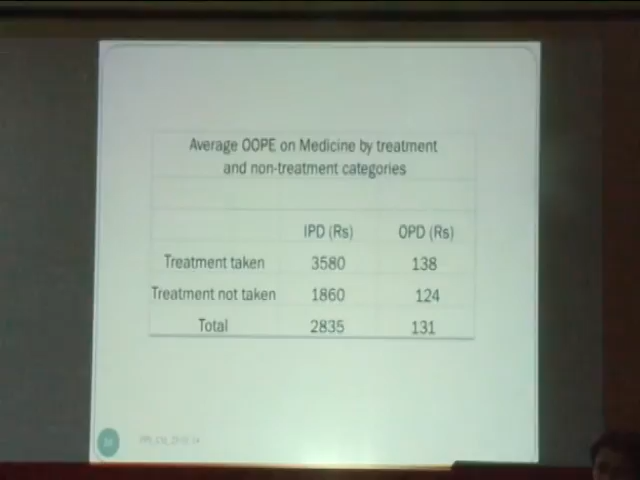 Average OOPE on Medicine by treatment
and non-treatment categories
IPD (Rs) OPD (Rs)
Treatment taken 3580 138
Treatment not taken 1860 124
Total 2835 131